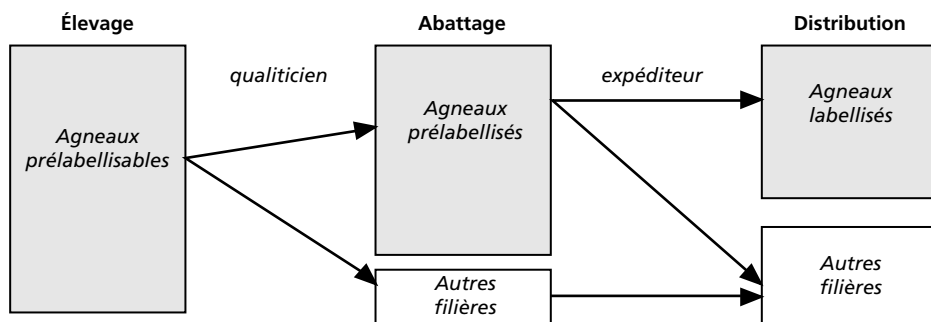 Élevage
Abattage
Distribution
qualiticien
expéditeur
Agneaux
prélabellisables
Agneaux
prélabellisés
Agneaux
labellisés
Autres
filières
Autres
filières